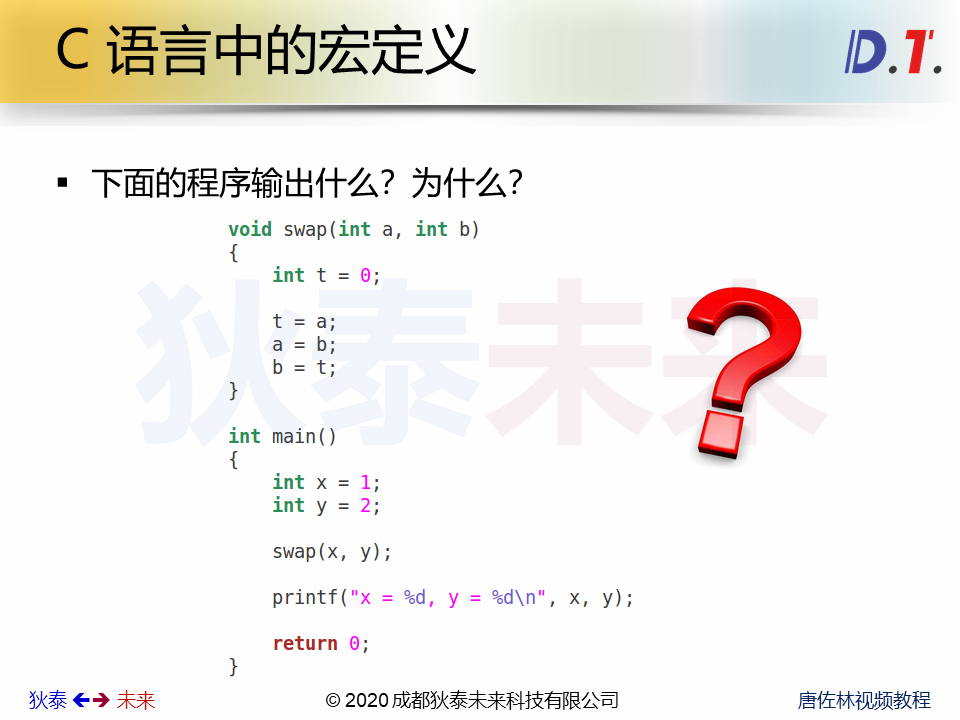 C 语言中的宏定义
D.T.
▪ 下面的程序输出什么？为什么？
void swap(int a, int b)
{
    int t = 0;
    t = a;
    a = b;
    b = t;
}
int main()
{
    int x = 1;
    int y = 2;
    swap(x, y);
    printf("x = %d, y = %d\n", x, y);
    return 0;
}
狄泰未来
狄泰 ←→ 未来
© 2020 成都狄泰未来科技有限公司
唐佐林视频教程